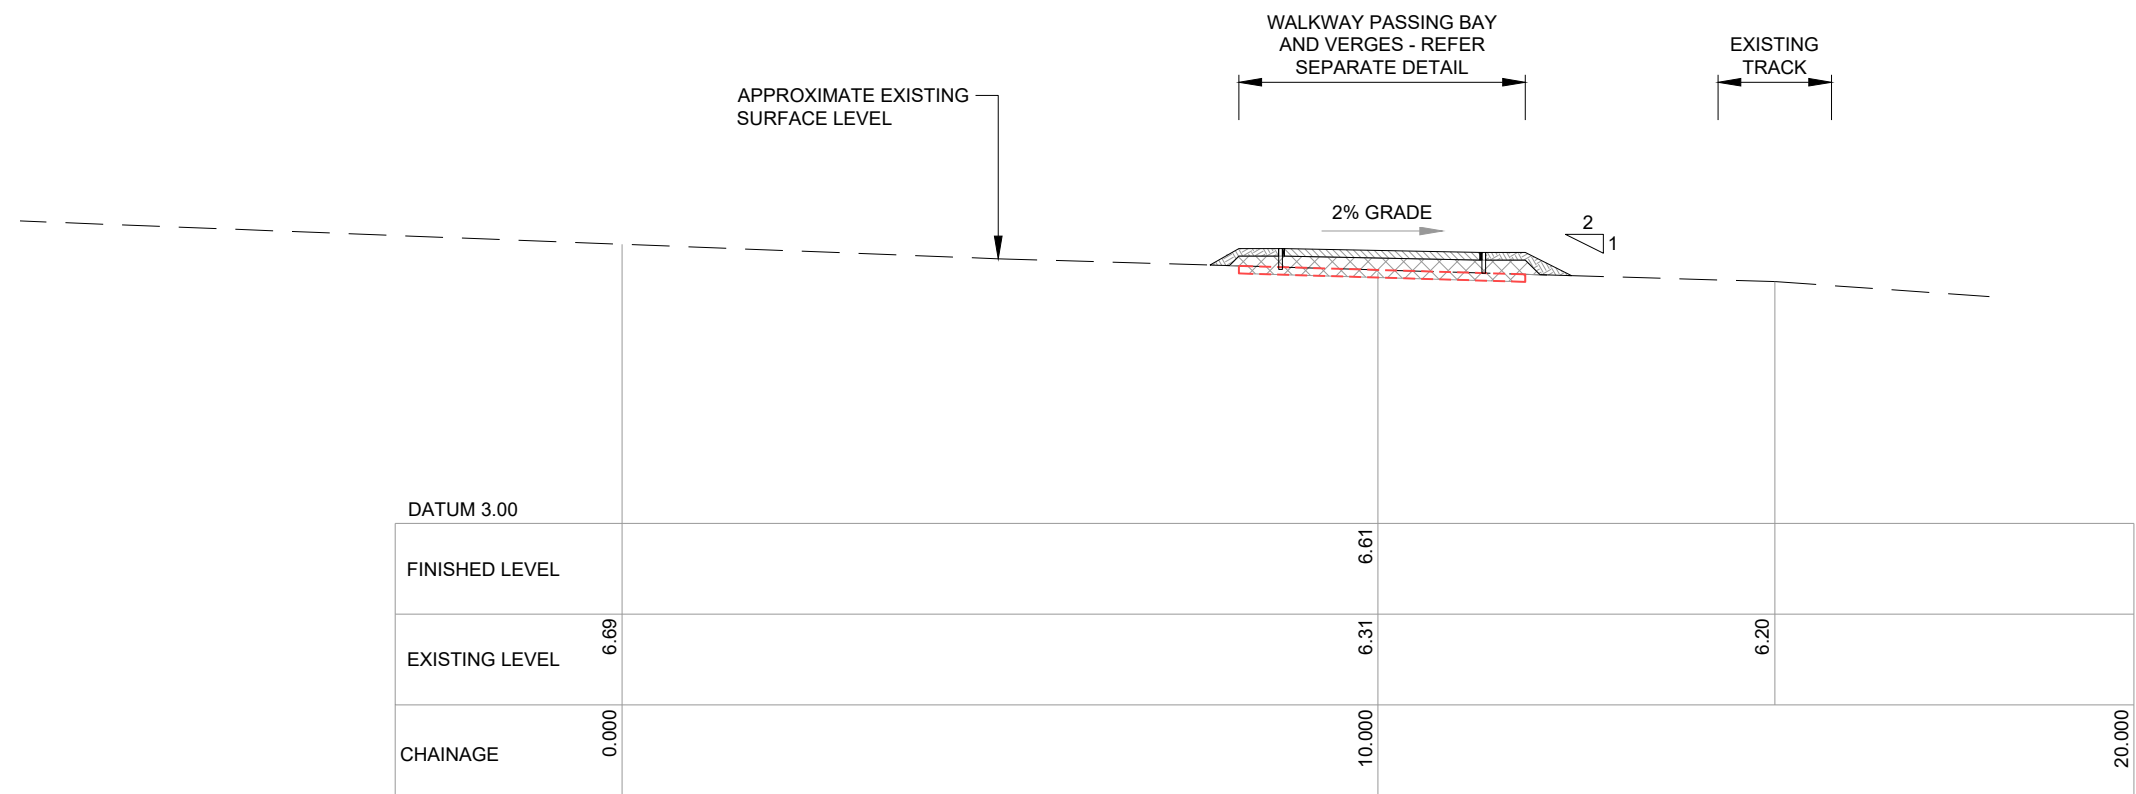 WALKWAY PASSING BAY
AND VERGES - REFER
SEPARATE DETAIL
EXISTING
TRACK
APPROXIMATE EXISTING
SURFACE LEVEL
2% GRADE
2
1
DATUM 3.00
FINISHED LEVEL
6.61
EXISTING LEVEL
6.69
6.31
6.20
CHAINAGE
0.000
10.000
20.000